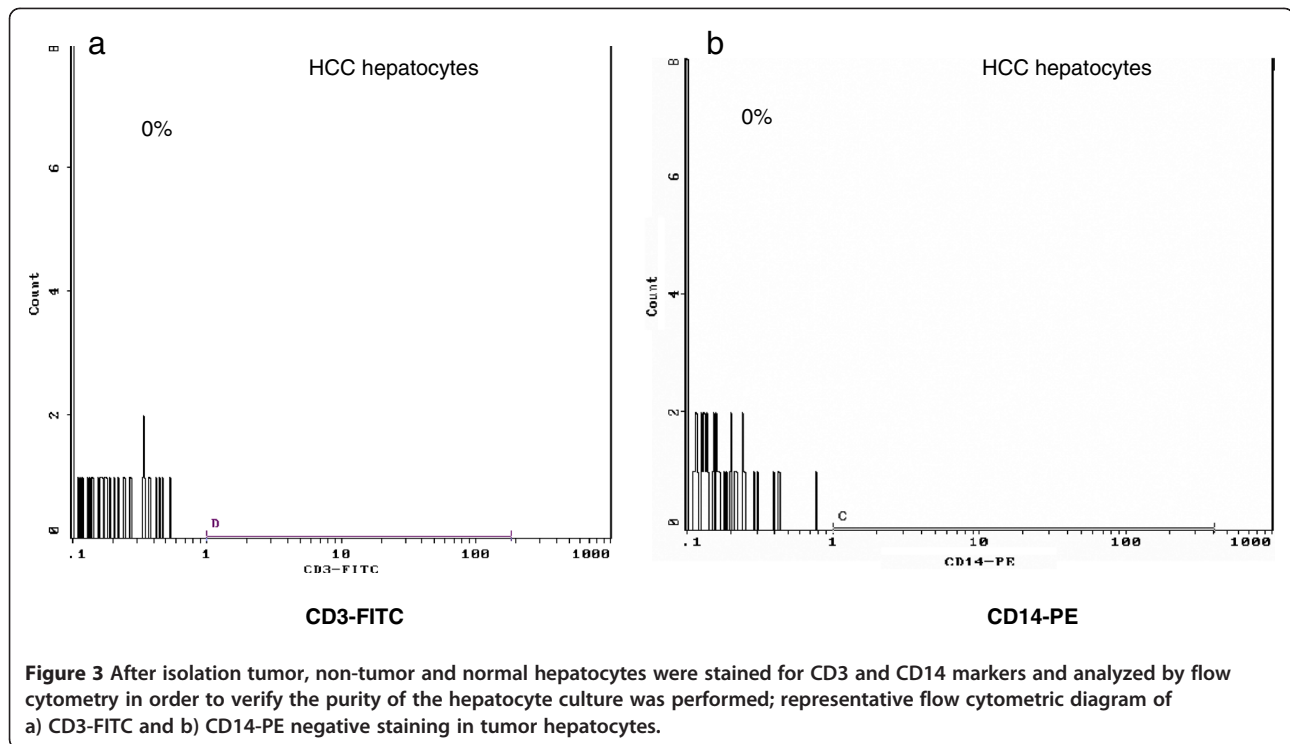 a
HCC hepatocytes
0%
8
6
4
2
0
Count
D
.1 1 10 100 1000
CD3-FITC
CD3-FITC
b
HCC hepatocytes
0%
8
6
4
2
0
Count
C
.1 1 10 100 1000
CD14-PE
CD14-PE
Figure 3 After isolation tumor, non-tumor and normal hepatocytes were stained for CD3 and CD14 markers and analyzed by flow
cytometry in order to verify the purity of the hepatocyte culture was performed; representative flow cytometric diagram of
a) CD3-FITC and b) CD14-PE negative staining in tumor hepatocytes.